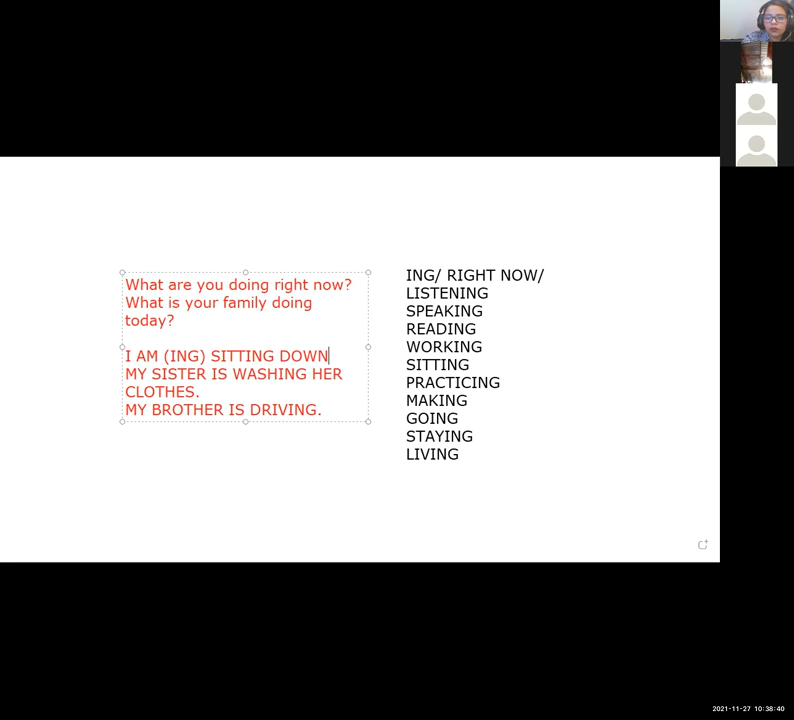 What are you doing right now?
What is your family doing
today?
I AM (ING) SITTING DOWN
MY SISTER IS WASHING HER
CLOTHES.
MY BROTHER IS DRIVING.
ING/ RIGHT NOW/
LISTENING
SPEAKING
READING
WORKING
SITTING
PRACTICING
MAKING
GOING
STAYING
LIVING
2021-11-27 10:38:40